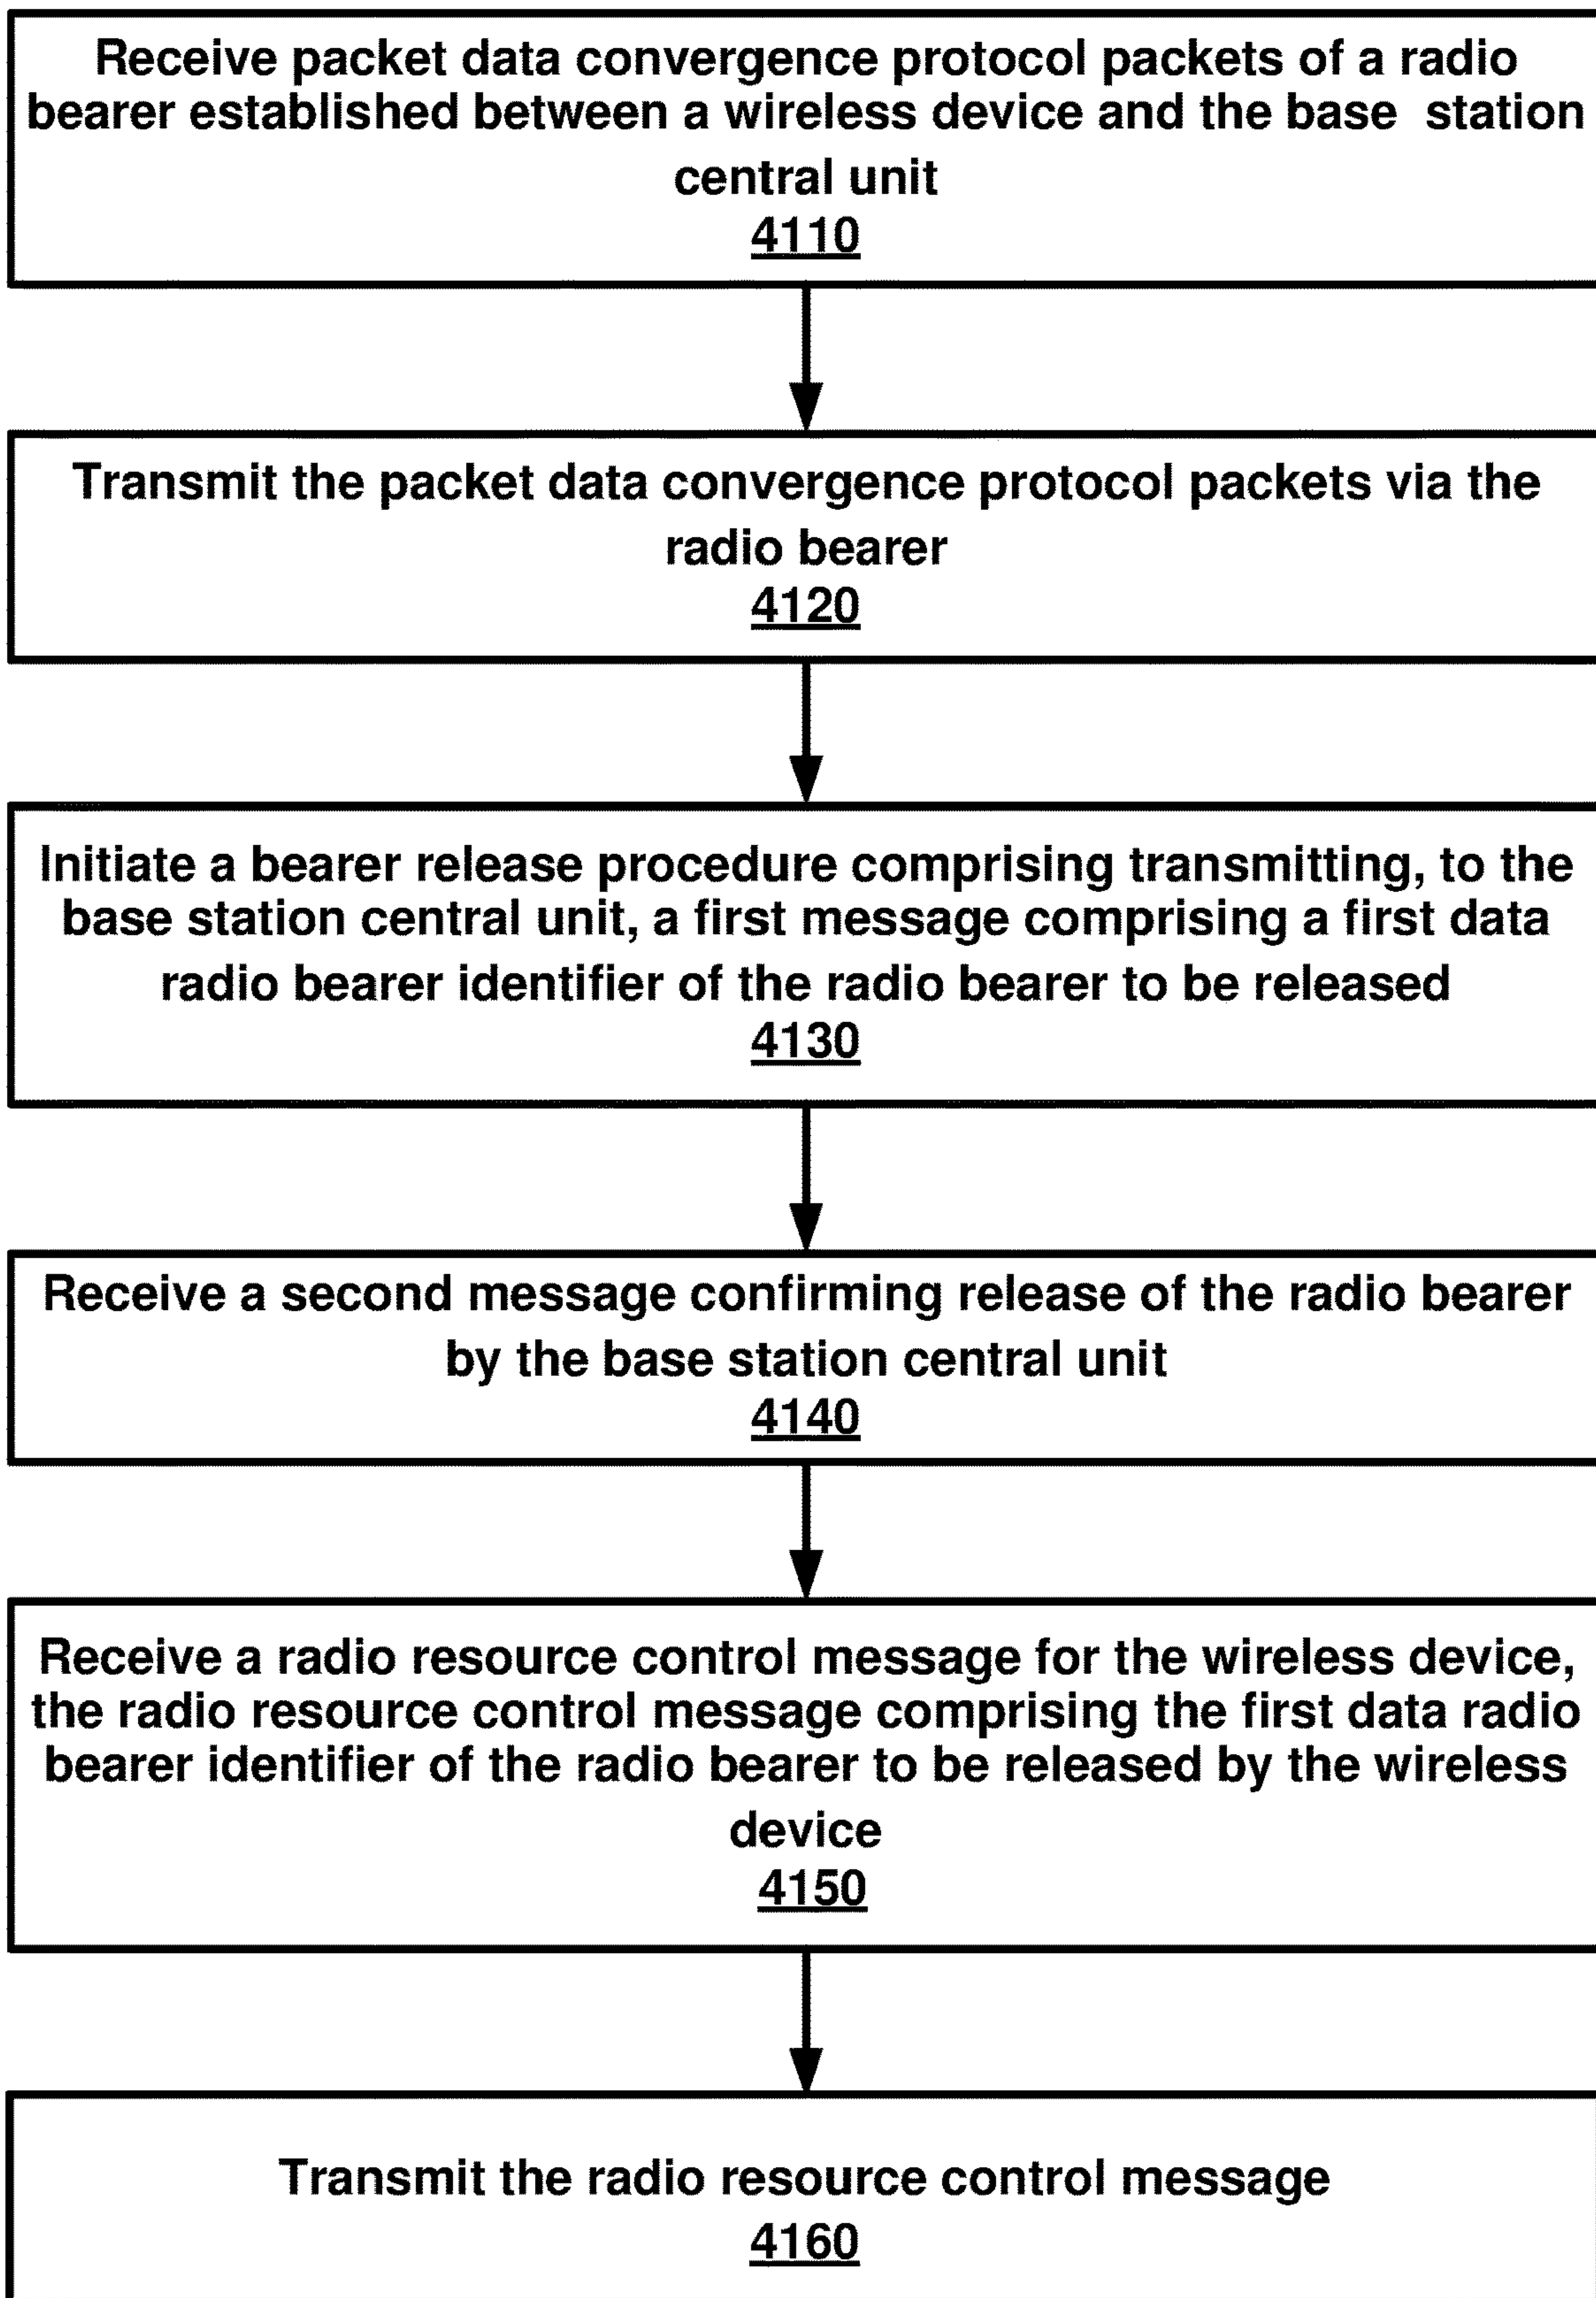 Receive packet data convergence protocol packets of a radio
bearer established between a wireless device and the base station
central unit
4110
Transmit the packet data convergence protocol packets via the
radio bearer
4120
Initiate a bearer release procedure comprising transmitting, to the
base station central unit, a first message comprising a first data
radio bearer identifier of the radio bearer to be released
4130
Receive a second message confirming release of the radio bearer
by the base station central unit
4140
Receive a radio resource control message for the wireless device,
the radio resource control message comprising the first data radio
bearer identifier of the radio bearer to be released by the wireless
device
4150
Transmit the radio resource control message
4160